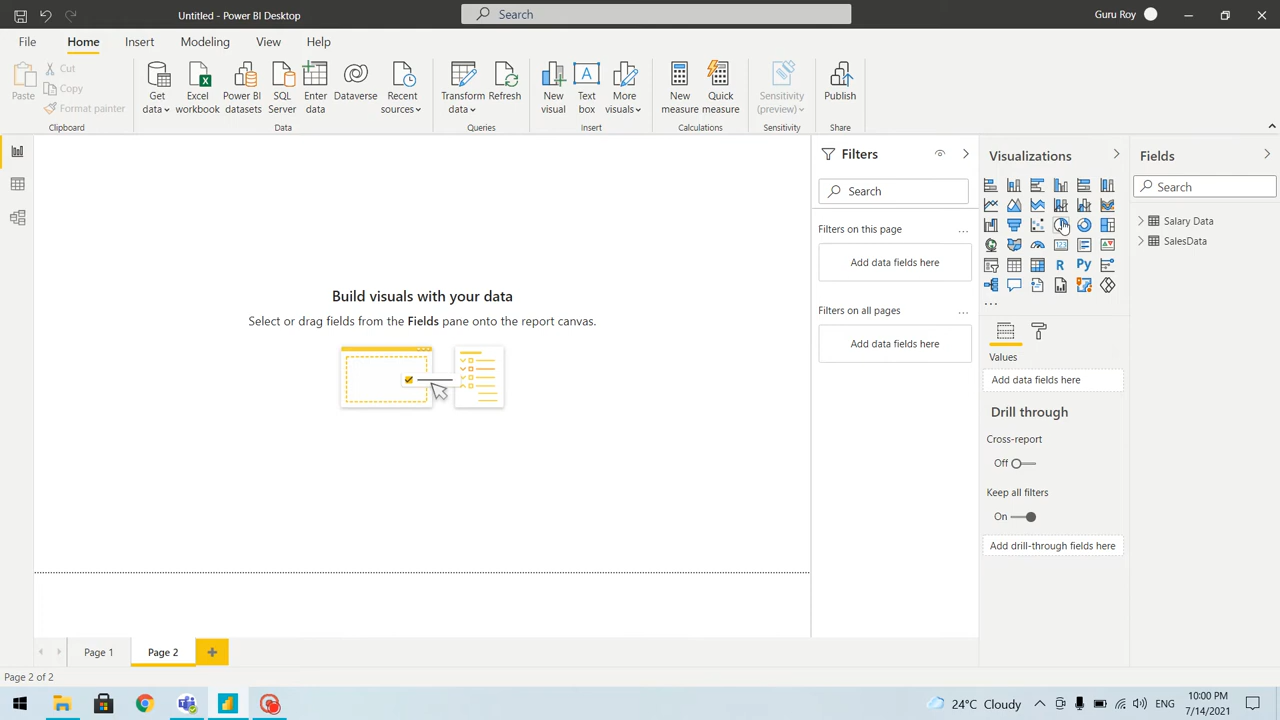 Untitled - Power BI Desktop
Search
Guru Roy
File
Home
Insert
Modeling
View
Help
Paste
Cut
Copy
Format painter
Clipboard
Get data
Excel workbook
Power BI datasets
SQL Server
Enter data
Dataverse
Recent sources
Data
Transform data
Refresh
Queries
New visual
Text box
More visuals
Insert
New measure
Quick measure
Calculations
Sensitivity (preview)
Sensitivity
Publish
Share
Build visuals with your data
Select or drag fields from the Fields pane onto the report canvas.
Filters
Search
Filters on this page
...
Add data fields here
Filters on all pages
...
Add data fields here
Visualizations
R
Py
123
...
Values
Add data fields here
Drill through
Cross-report
Off
Keep all filters
On
Add drill-through fields here
Fields
Search
Salary Data
SalesData
Page 1
Page 2
Page 2 of 2
24°C Cloudy
ENG
10:00 PM
7/14/2021